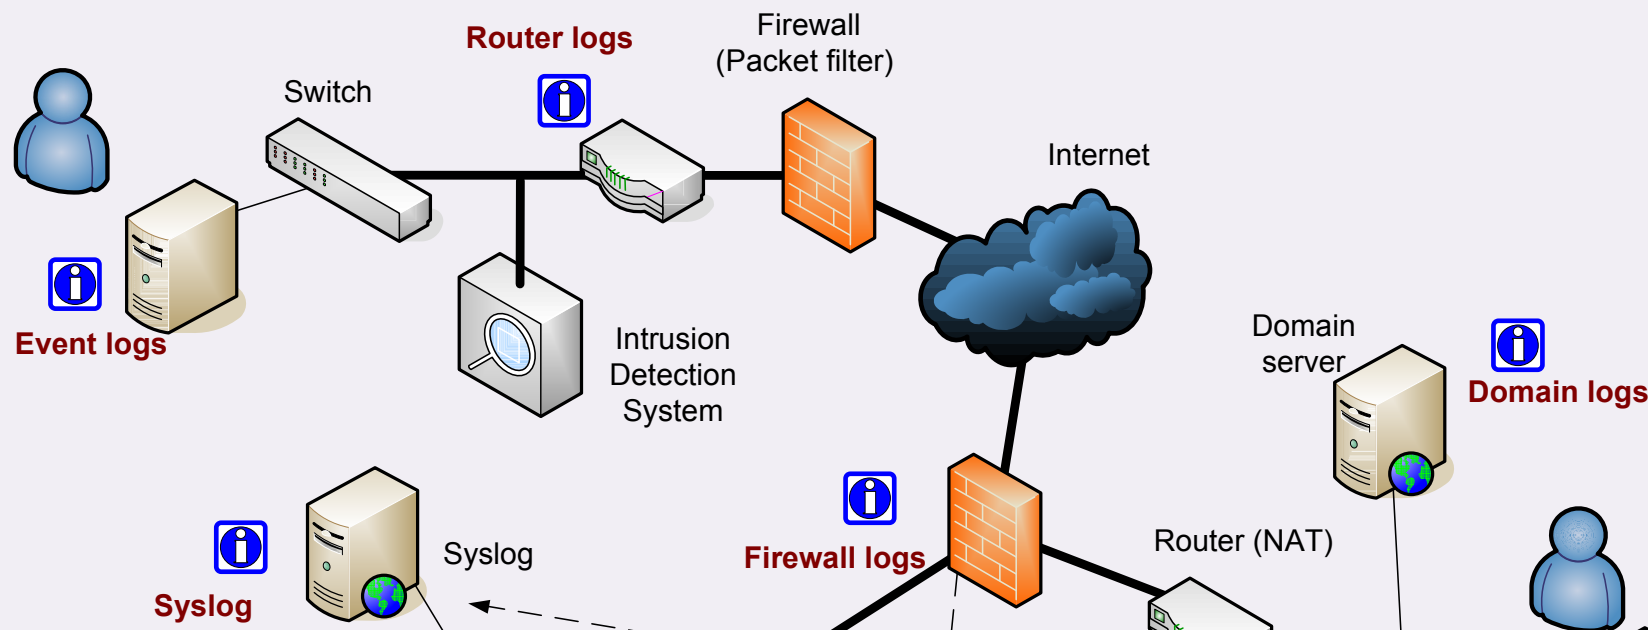 Firewall
(Packet filter)
Router logs
Switch
Internet
Event logs
Intrusion
Detection
System
Domain
server
Domain logs
Syslog
Firewall logs
Router (NAT)
Syslog